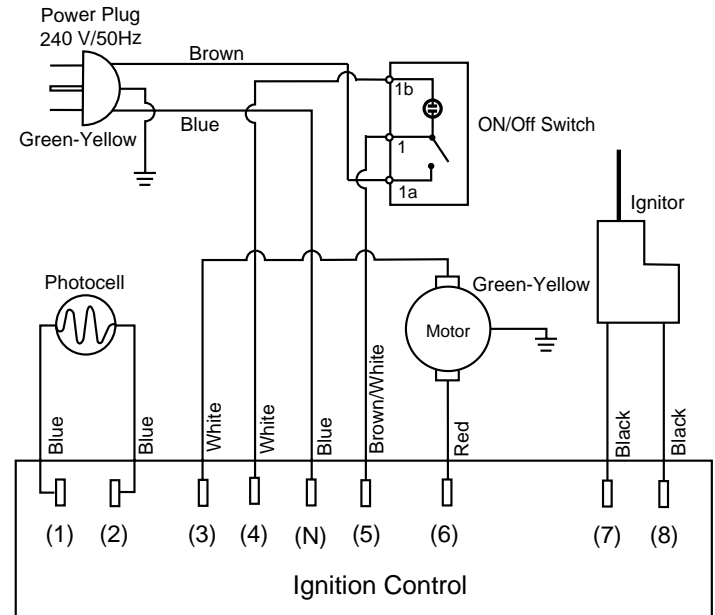 Power Plug
240 V/50Hz
Brown
Blue
Green-Yellow
1b
1
1a
ON/Off Switch
Ignitor
Photocell
Green-Yellow
Motor
Blue
Blue
White
White
Blue
Brown/White
Red
Black
Black
(1) (2) (3) (4) (N) (5) (6) (7) (8)
Ignition Control